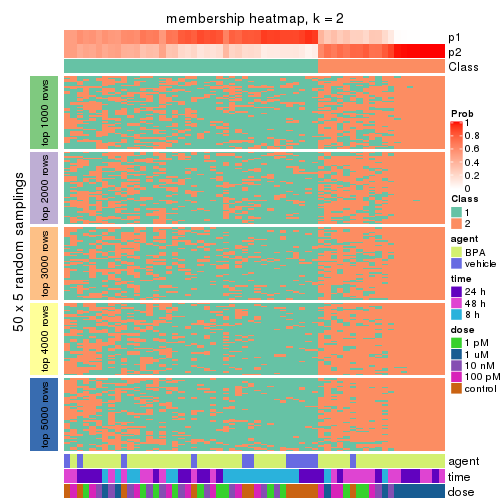 membership heatmap, k = 2
p1
p2
Class
50 x 5 random samplings
top 1000 rows
top 2000 rows
top 3000 rows
top 4000 rows
top 5000 rows
agent
time
dose
Prob
1
0.8
0.6
0.4
0.2
0
Class
1
2
agent
BPA
vehicle
time
24 h
48 h
8 h
dose
1 pM
1 uM
10 nM
100 pM
control